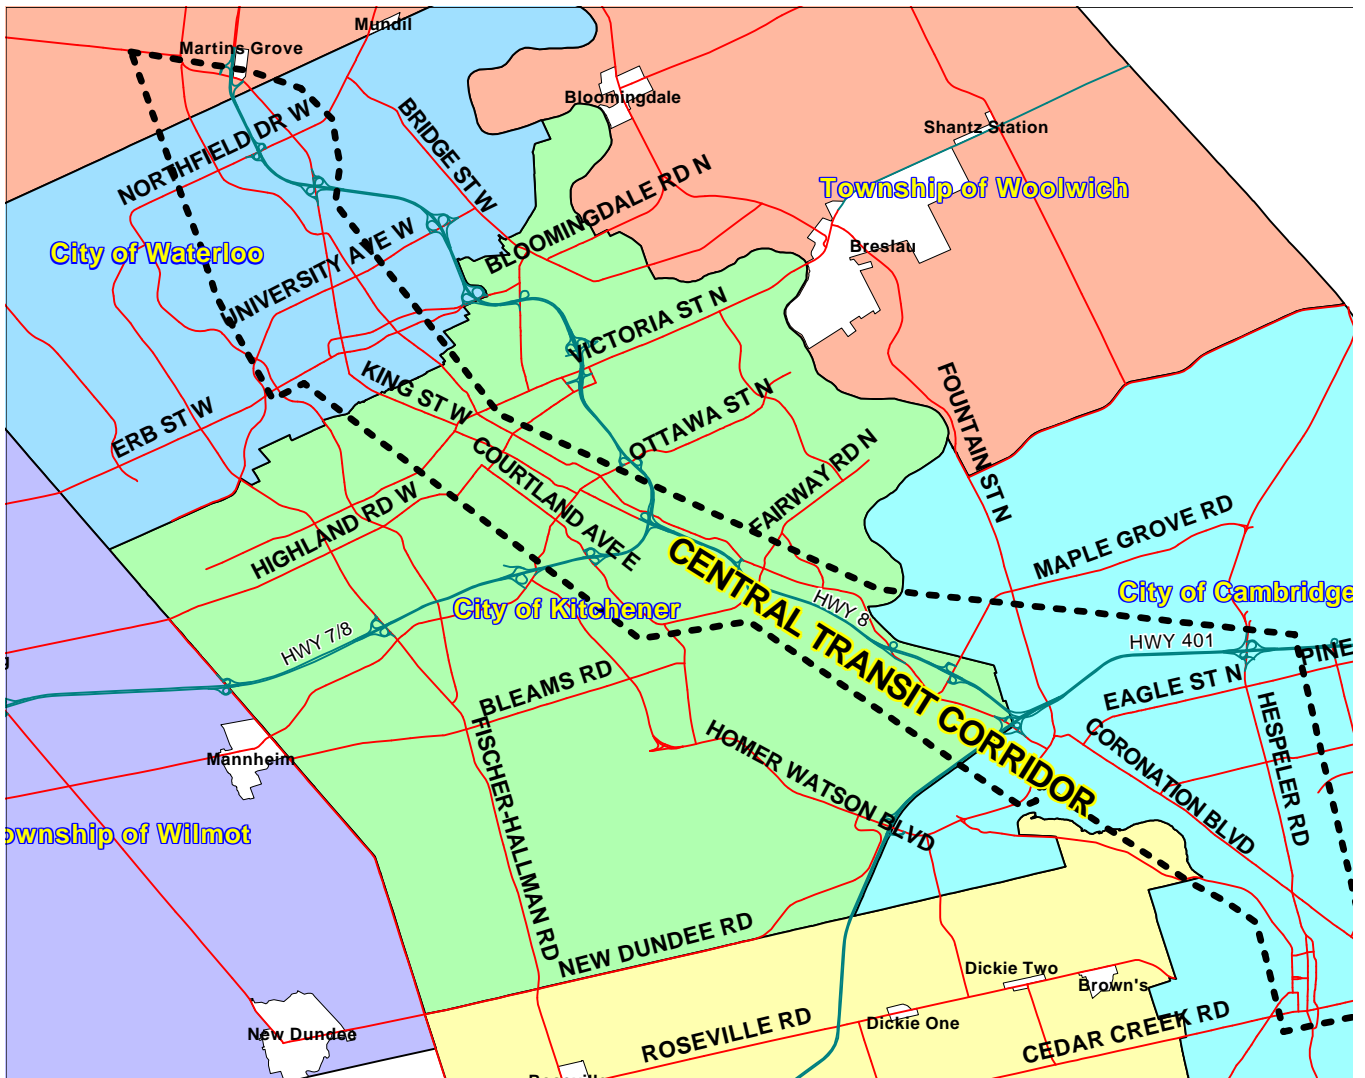 Mundil
Martins Grove
Bloomingdale
BRIDGE ST W
Shantz Station
NORTHFIELD DR W
Township of Woolwich
BLOOMINGDALE RD N
City of Waterloo
UNIVERSITY AVE W
Breslau
VICTORIA ST N
KING ST W
FOUNTAIN ST N
OTTAWA ST N
ERB ST W
COURTLAND AVE E
FAIRWAY RD N
HIGHLAND RD W
MAPLE GROVE RD
CENTRAL TRANSIT CORRIDOR
City of Cambridge
City of Kitchener
HWY 8
HWY 7/8
HWY 401
PINE
BLEAMS RD
EAGLE ST N
HESPELER RD
FISCHER-HALLMAN RD
HOMER WATSON BLVD
CORONATION BLVD
Mannheim
ownship of Wilmot
NEW DUNDEE RD
Dickie Two
Brown's
Dickie One
New Dundee
ROSEVILLE RD
CEDAR CREEK RD